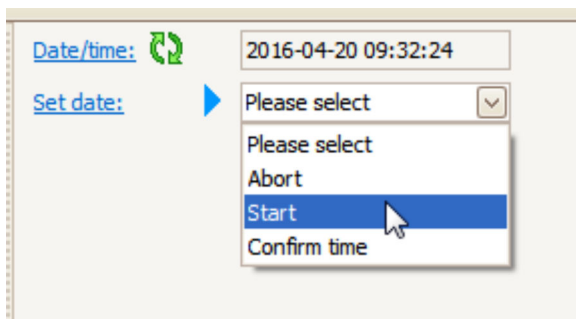 Date/time: 2016-04-20 09:32:24
Set date: Please select
Please select
Abort
Start
Confirm time